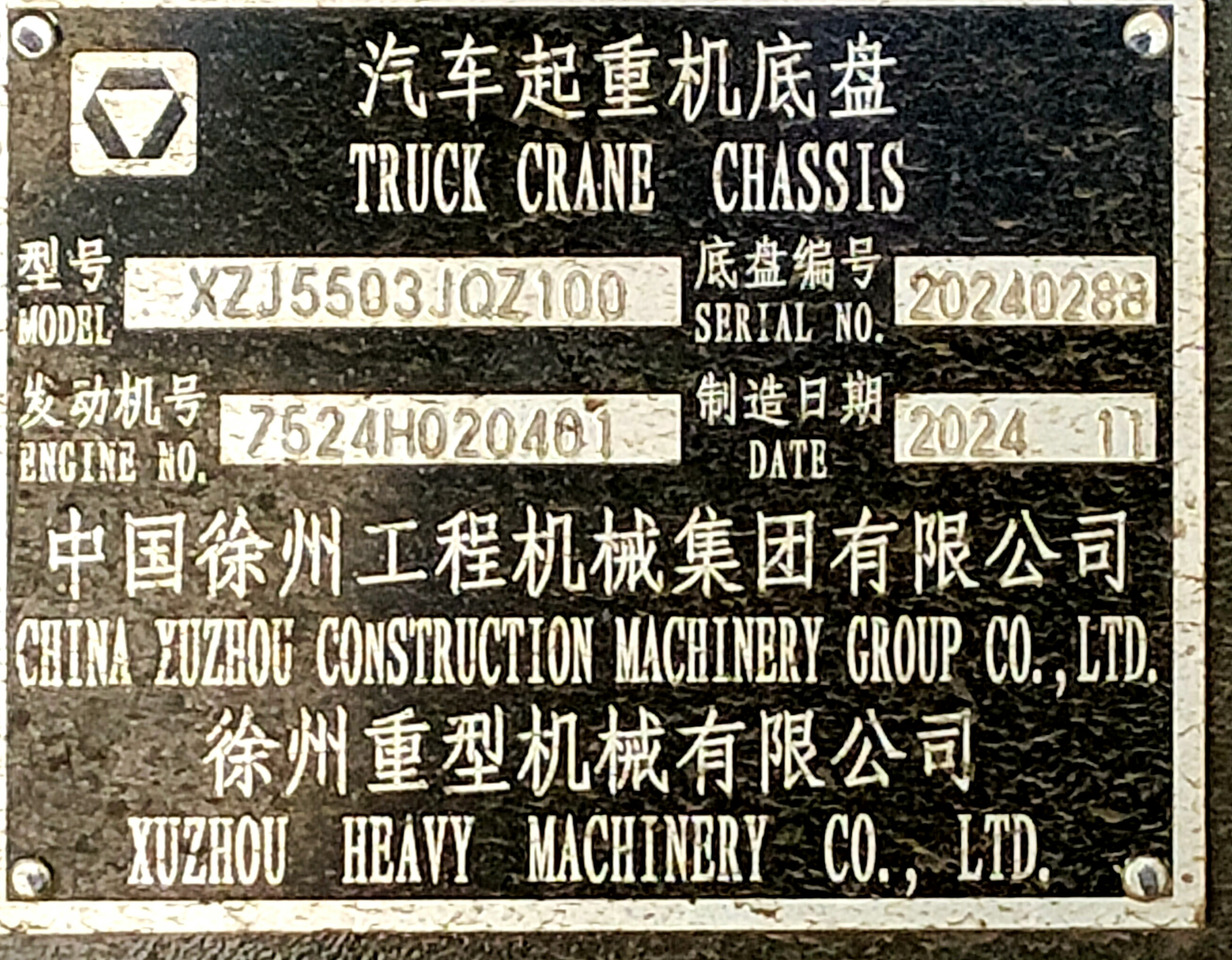 汽车起重机底盘
TRUCK CRANE CHASSIS
型号 XZJ5503JQZ100 底盘编号 20240288
MODEL SERIAL NO.
发动机号 Z524H020401 制造日期 2024 11
ENGINE NO. DATE
中国徐州工程机械集团有限公司
CHINA XUZHOU CONSTRUCTION MACHINERY GROUP CO.,LTD.
徐州重型机械有限公司
XUZHOU HEAVY MACHINERY CO., LTD.